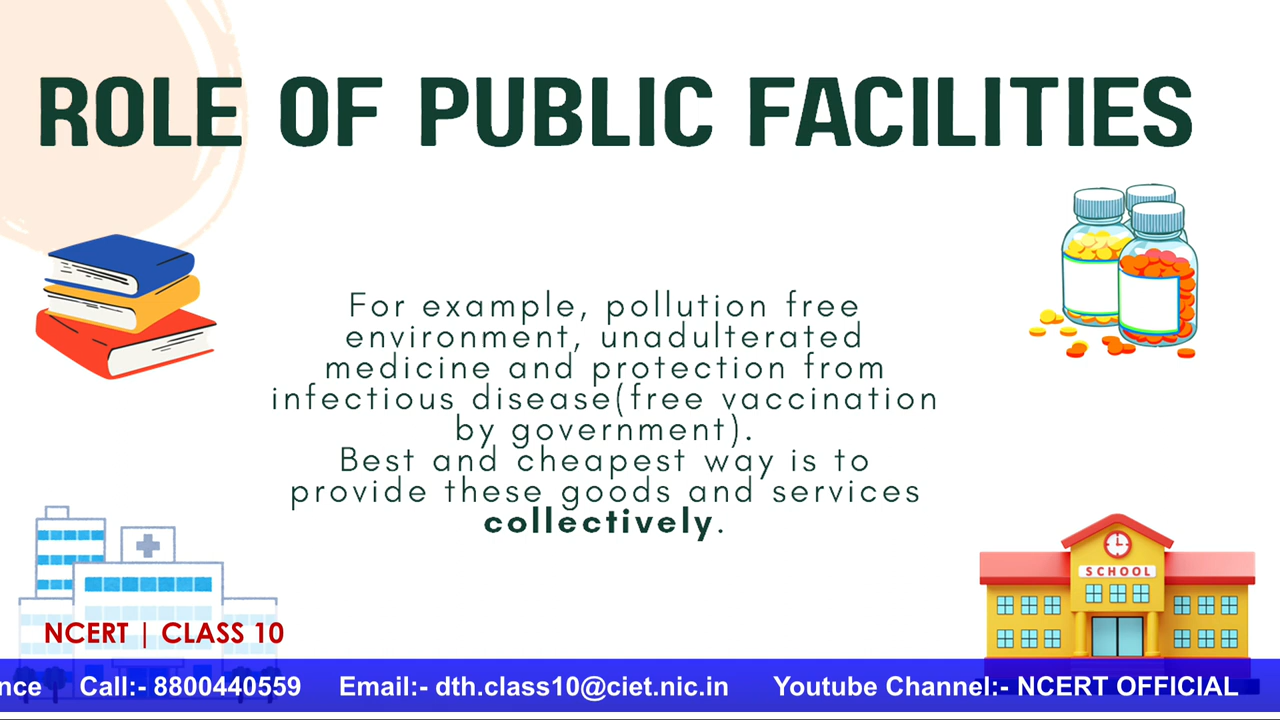 ROLE OF PUBLIC FACILITIES
For example, pollution free
environment, unadulterated
medicine and protection from
infectious disease(free vaccination
by government).
Best and cheapest way is to
provide these goods and services
collectively.
SCHOOL
NCERT | CLASS 10
nce Call:- 8800440559 Email:- dth.class10@ciet.nic.in Youtube Channel:- NCERT OFFICIAL